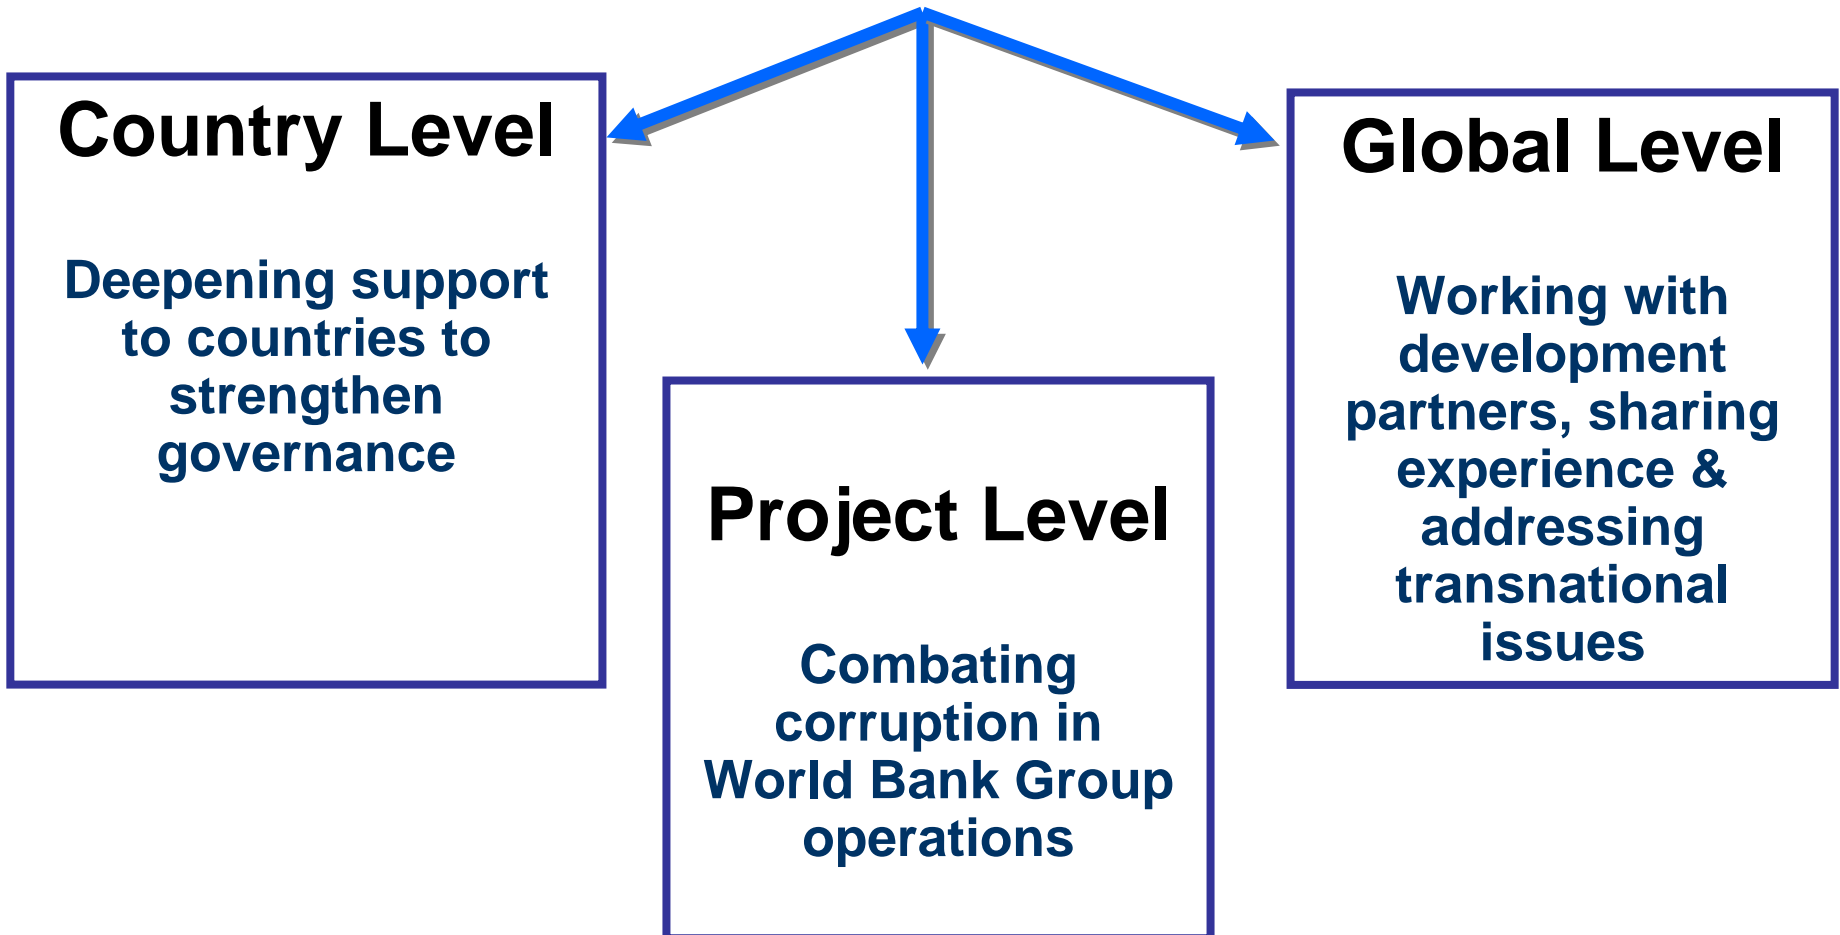 Country Level
Deepening support
to countries to
strengthen
governance
Project Level
Combating
corruption in
World Bank Group
operations
Global Level
Working with
development
partners, sharing
experience &
addressing
transnational
issues